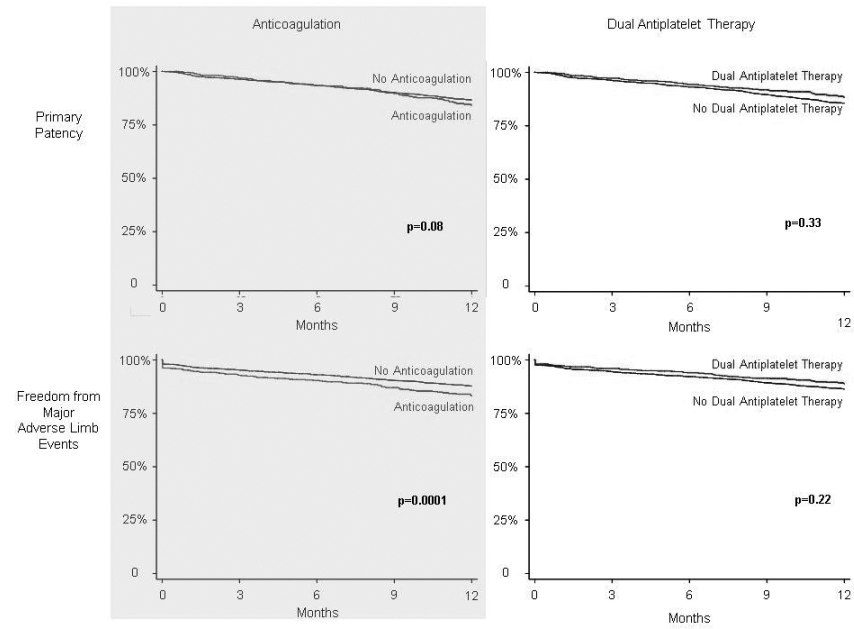 Anticoagulation
Dual Antiplatelet Therapy
Primary
Patency
100%
75%
50%
25%
0
No Anticoagulation
Anticoagulation
p=0.08
0 3 6 9 12
Months
100%
75%
50%
25%
0
Dual Antiplatelet Therapy
No Dual Antiplatelet Therapy
p=0.33
0 3 6 9 12
Months
Freedom from
Major
Adverse Limb
Events
100%
75%
50%
25%
0
No Anticoagulation
Anticoagulation
p=0.0001
0 3 6 9 12
Months
100%
75%
50%
25%
0
Dual Antiplatelet Therapy
No Dual Antiplatelet Therapy
p=0.22
0 3 6 9 12
Months